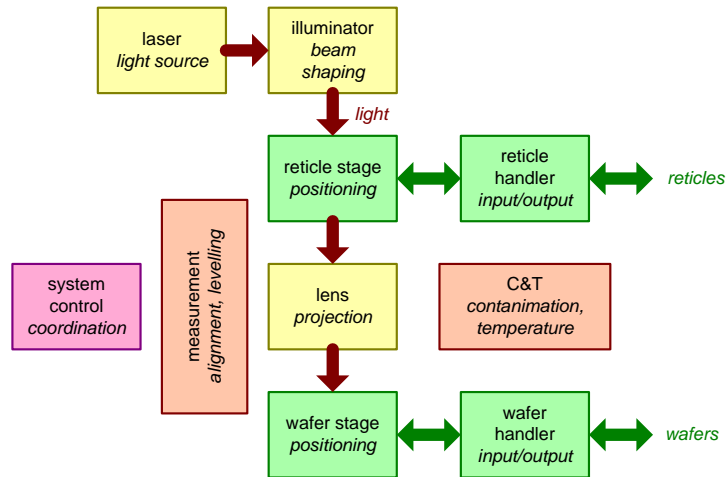 laser
light source
illuminator
beam
shaping
light
reticle stage
positioning
reticle
handler
input/output
reticles
system
control
coordination
measurement
alignment, levelling
lens
projection
C&T
contanimation,
temperature
wafer stage
positioning
wafer
handler
input/output
wafers